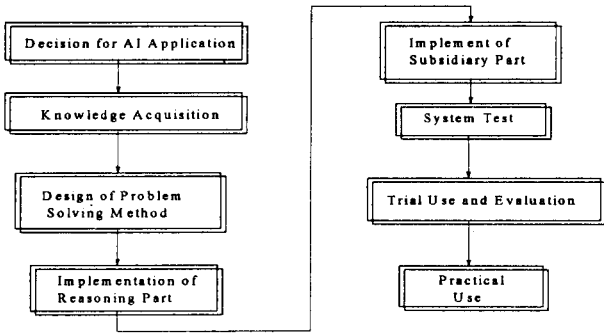 Decision for AI Application
Knowledge Acquisition
Design of Problem
Solving Method
Implementation of
Reasoning Part
Implement of
Subsidiary Part
System Test
Trial Use and Evaluation
Practical
Use